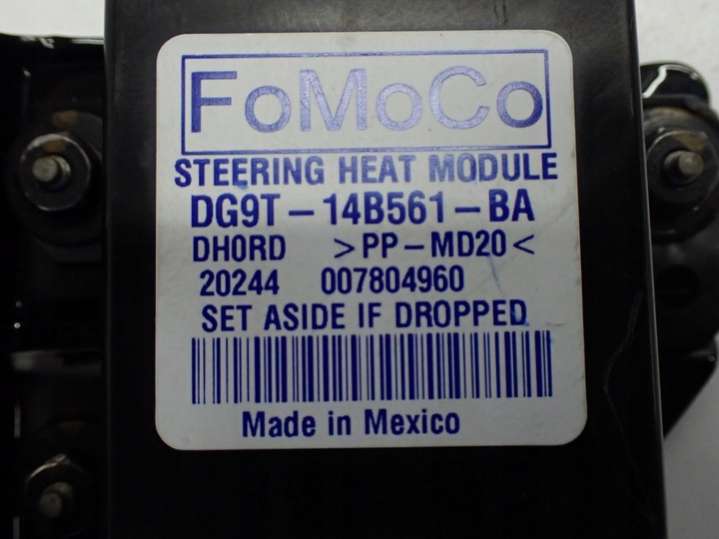 FoMoCo
STEERING HEAT MODULE
DG9T-14B561-BA
DHORD >PP-MD20<
20244 007804960
SET ASIDE IF DROPPED
Made in Mexico